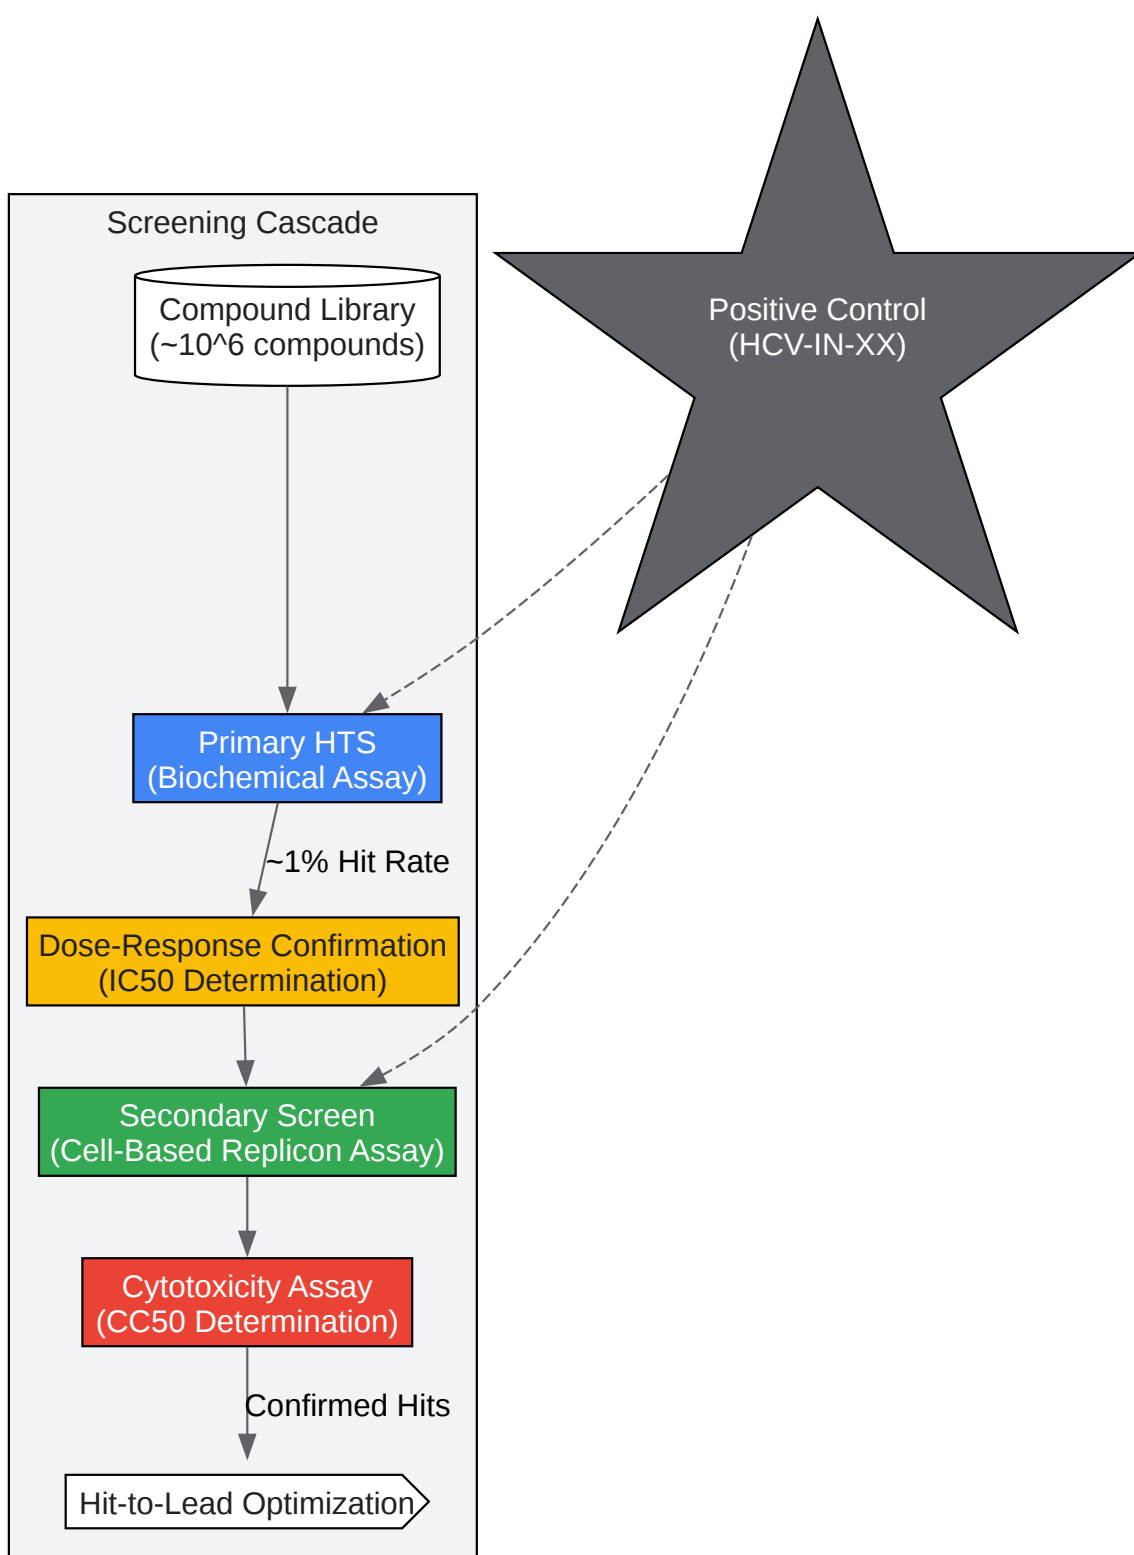 Screening Cascade
Compound Library
(~10^6 compounds)
Positive Control
(HCV-IN-XX)
Primary HTS
(Biochemical Assay)
~1% Hit Rate
Dose-Response Confirmation
(IC50 Determination)
Secondary Screen
(Cell-Based Replicon Assay)
Cytotoxicity Assay
(CC50 Determination)
Confirmed Hits
Hit-to-Lead Optimization